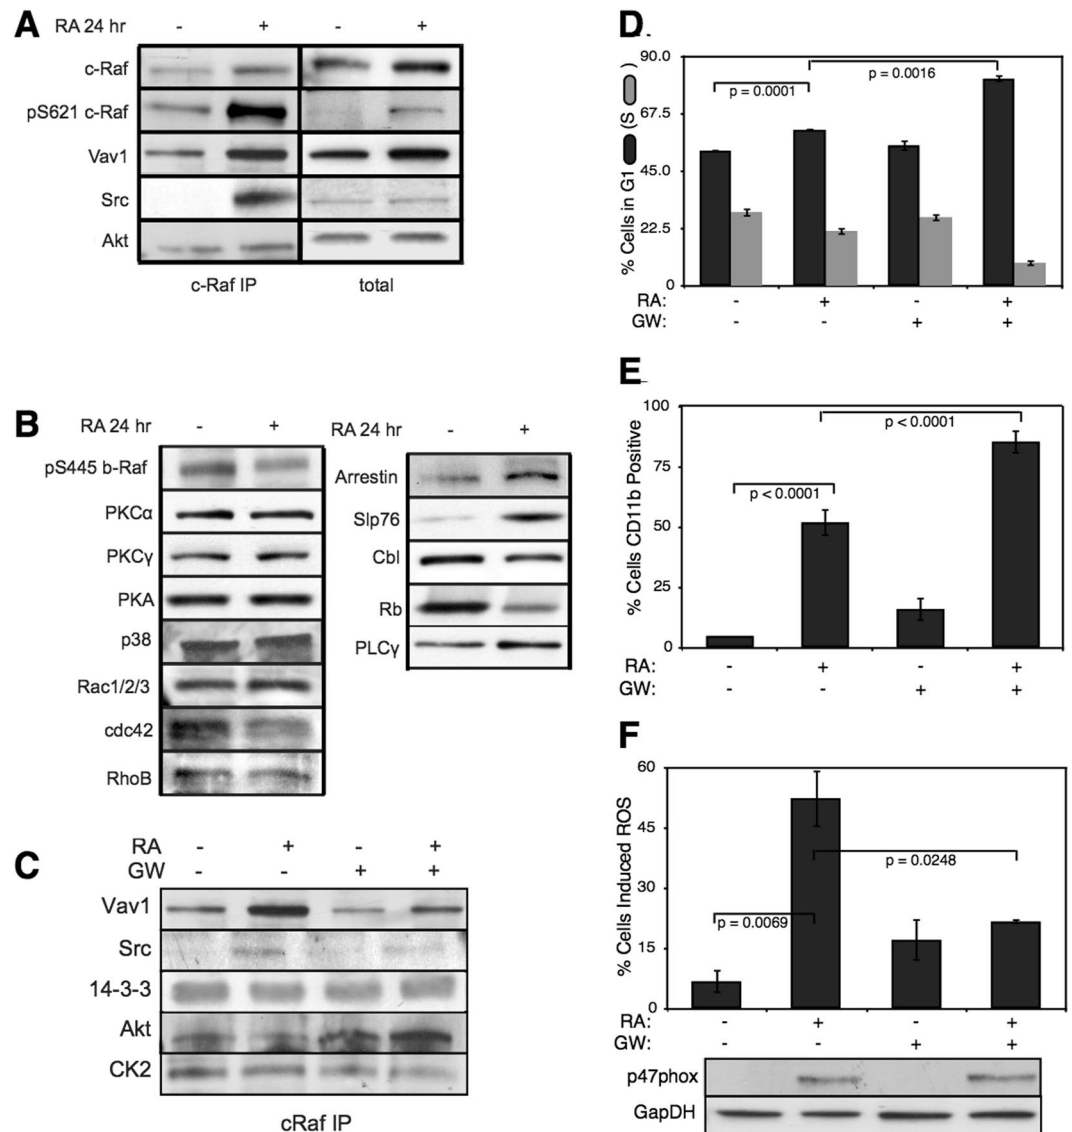 A
RA 24 hr - + - +
c-Raf
pS621 c-Raf
Vav1
Src
Akt
c-Raf IP total
B
RA 24 hr - +
pS445 b-Raf
PKCα
PKCγ
PKA
p38
Rac1/2/3
cdc42
RhoB
RA 24 hr - +
Arrestin
Slp76
Cbl
Rb
PLCγ
C
RA - + - +
GW - - + +
Vav1
Src
14-3-3
Akt
CK2
cRaf IP
D
% Cells in G1 (S )
90.0
67.5
45.0
22.5
0
p = 0.0001
p = 0.0016
RA: - + - +
GW: - - + +
E
% Cells CD11b Positive
100
75
50
25
0
p < 0.0001
p < 0.0001
RA: - + - +
GW: - - + +
F
% Cells Induced ROS
60
45
30
15
0
p = 0.0069
p = 0.0248
RA: - + - +
GW: - - + +
p47phox
GapDH